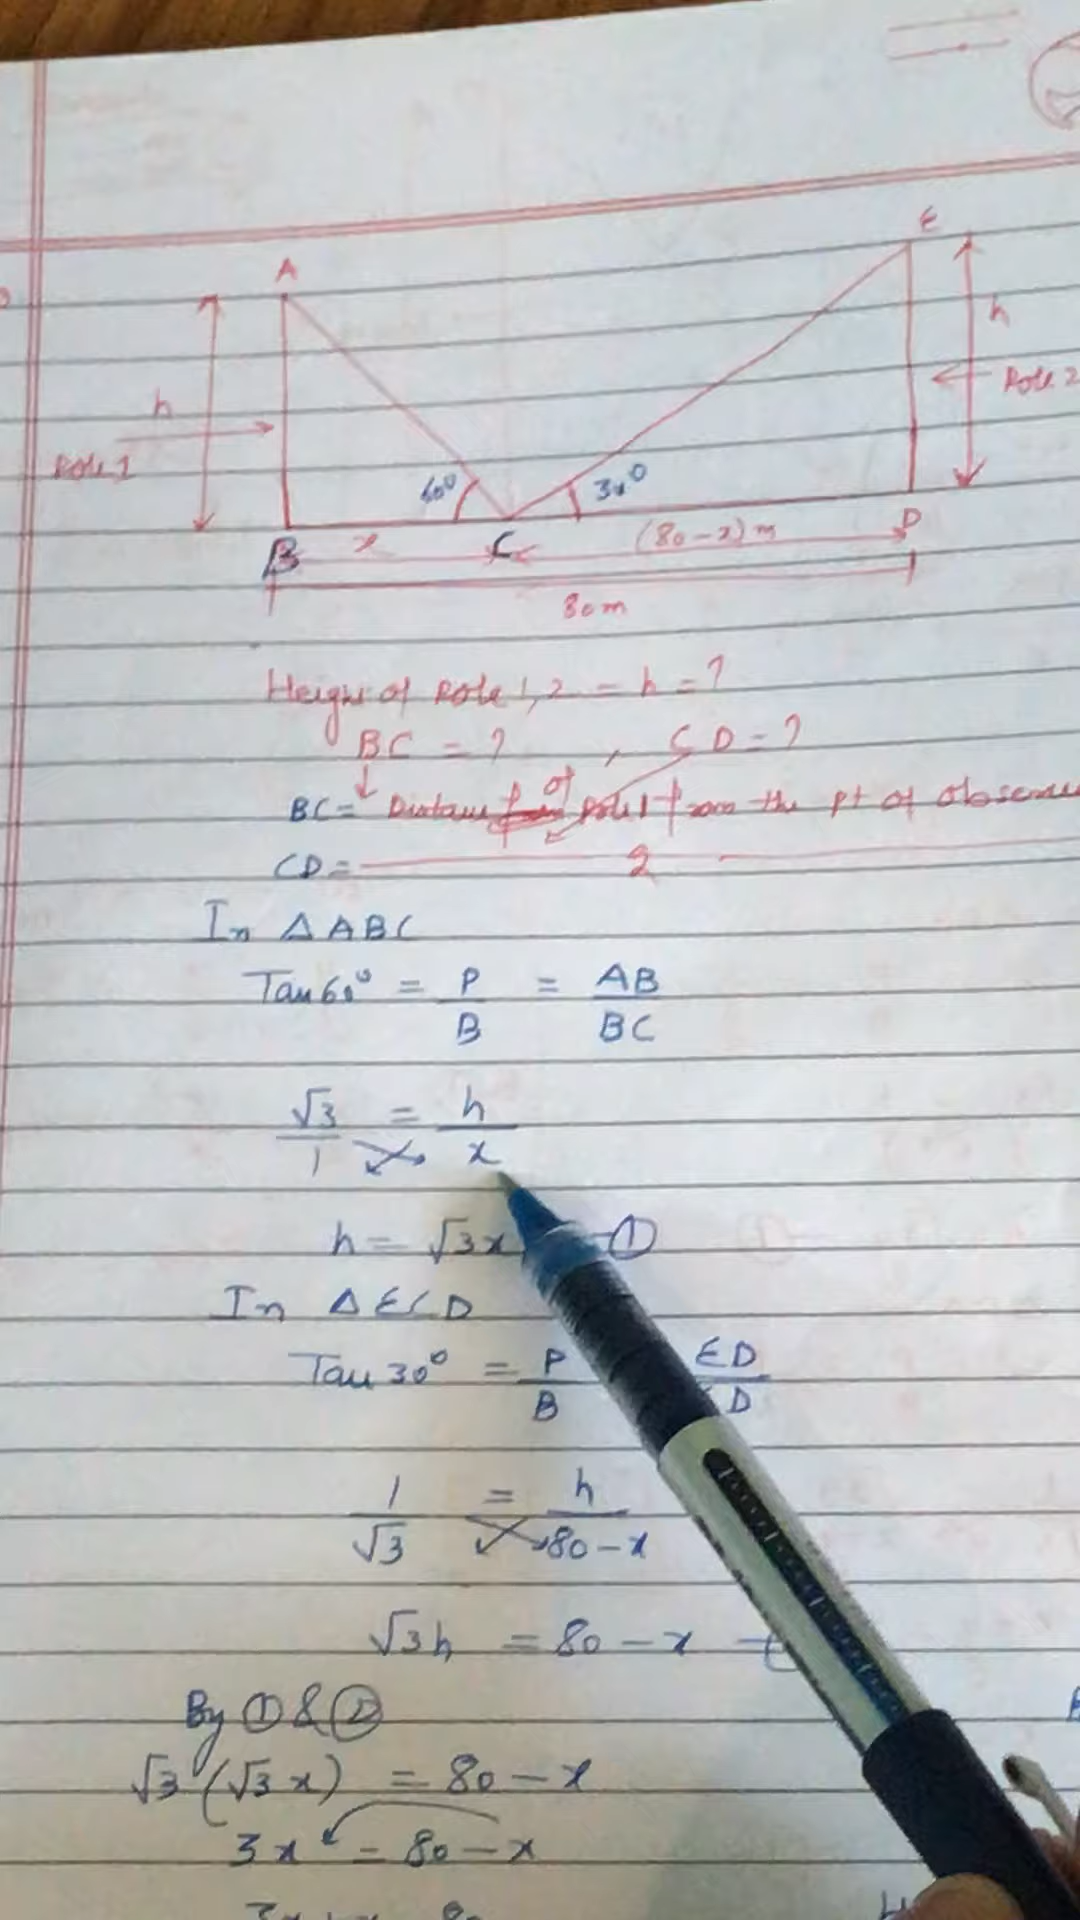 E
A
h
h
Pole 2
Pole 1
60°
30°
B x C (80-x) m D
80m
Height of Pole 1, 2 = h = ?
BC = ? , CD = ?
BC = Distance of Pole 1 from the pt of
CD = 2
In △ABC
Tan 60° = P/B = AB/BC
√3/1 = h/x
h = √3x ①
In △ECD
Tan 30° = P/B ED/D
1/√3 = h/80-x
√3h = 80-x
By ① & ②
√3(√3x) = 80-x
3x = 80-x